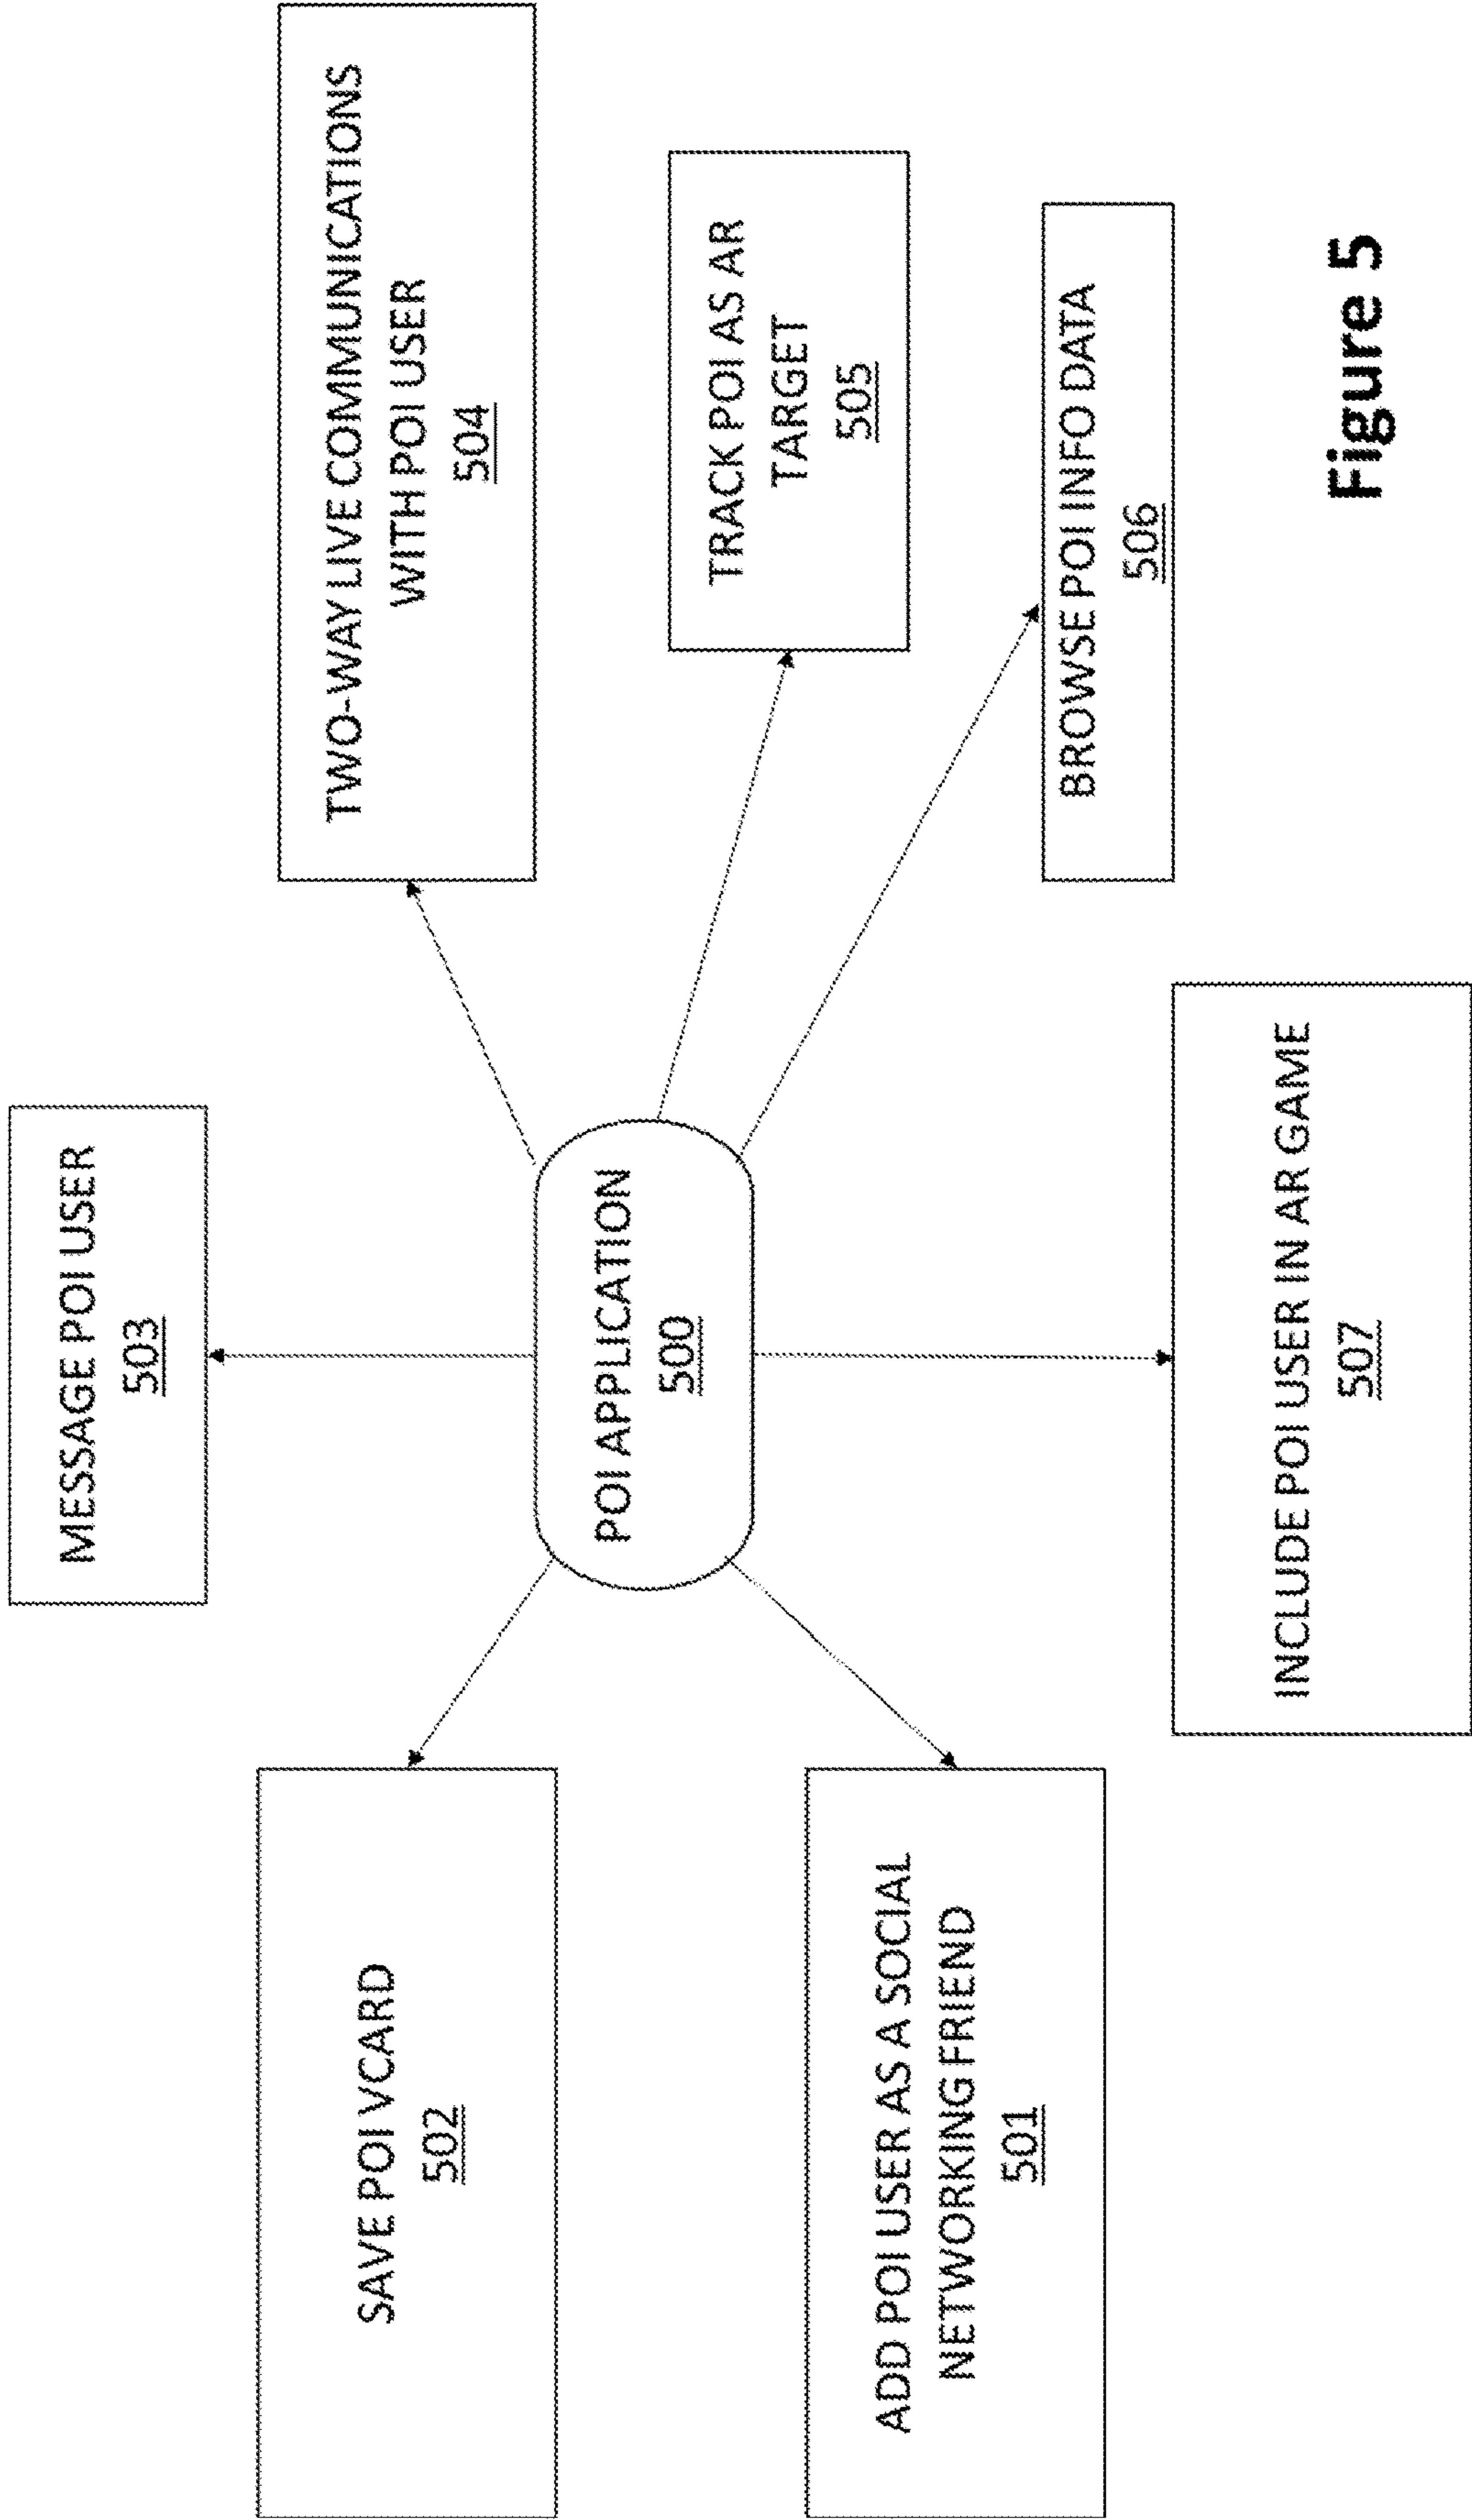 MESSAGE POI USER
503
SAVE POI VCARD
502
TWO-WAY LIVE COMMUNICATIONS
WITH POI USER
504
POI APPLICATION
500
TRACK POI AS AR
TARGET
505
ADD POI USER AS A SOCIAL
NETWORKING FRIEND
501
BROWSE POI INFO DATA
506
INCLUDE POI USER IN AR GAME
507
Figure 5